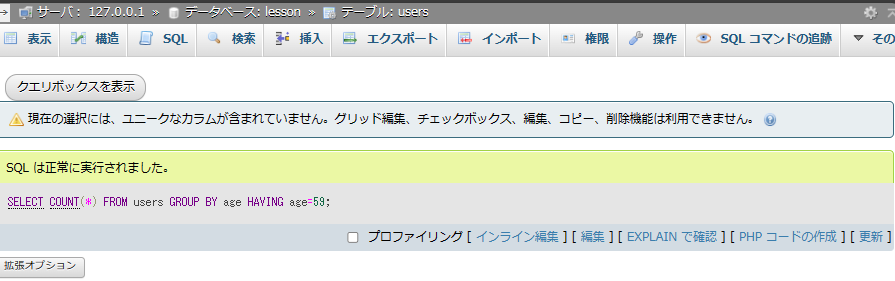 サーバ: 127.0.0.1 » データベース: lesson » テーブル: users
表示 構造 SQL 検索 挿入 エクスポート インポート 権限 操作 SQL コマンドの追跡 その
クエリボックスを表示
現在の選択には、ユニークなカラムが含まれていません。グリッド編集、チェックボックス、編集、コピー、削除機能は利用できません。
SQL は正常に実行されました。
SELECT COUNT(*) FROM users GROUP BY age HAVING age=59;
プロファイリング [ インライン編集 ] [ 編集 ] [ EXPLAIN で確認 ] [ PHP コードの作成 ] [ 更新 ]
拡張オプション